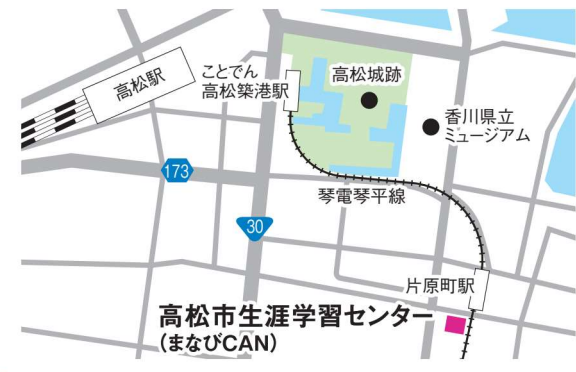 高松駅
ことでん
高松築港駅
高松城跡
香川県立
ミュージアム
173
琴電琴平線
30
片原町駅
高松市生涯学習センター
(まなびCAN)